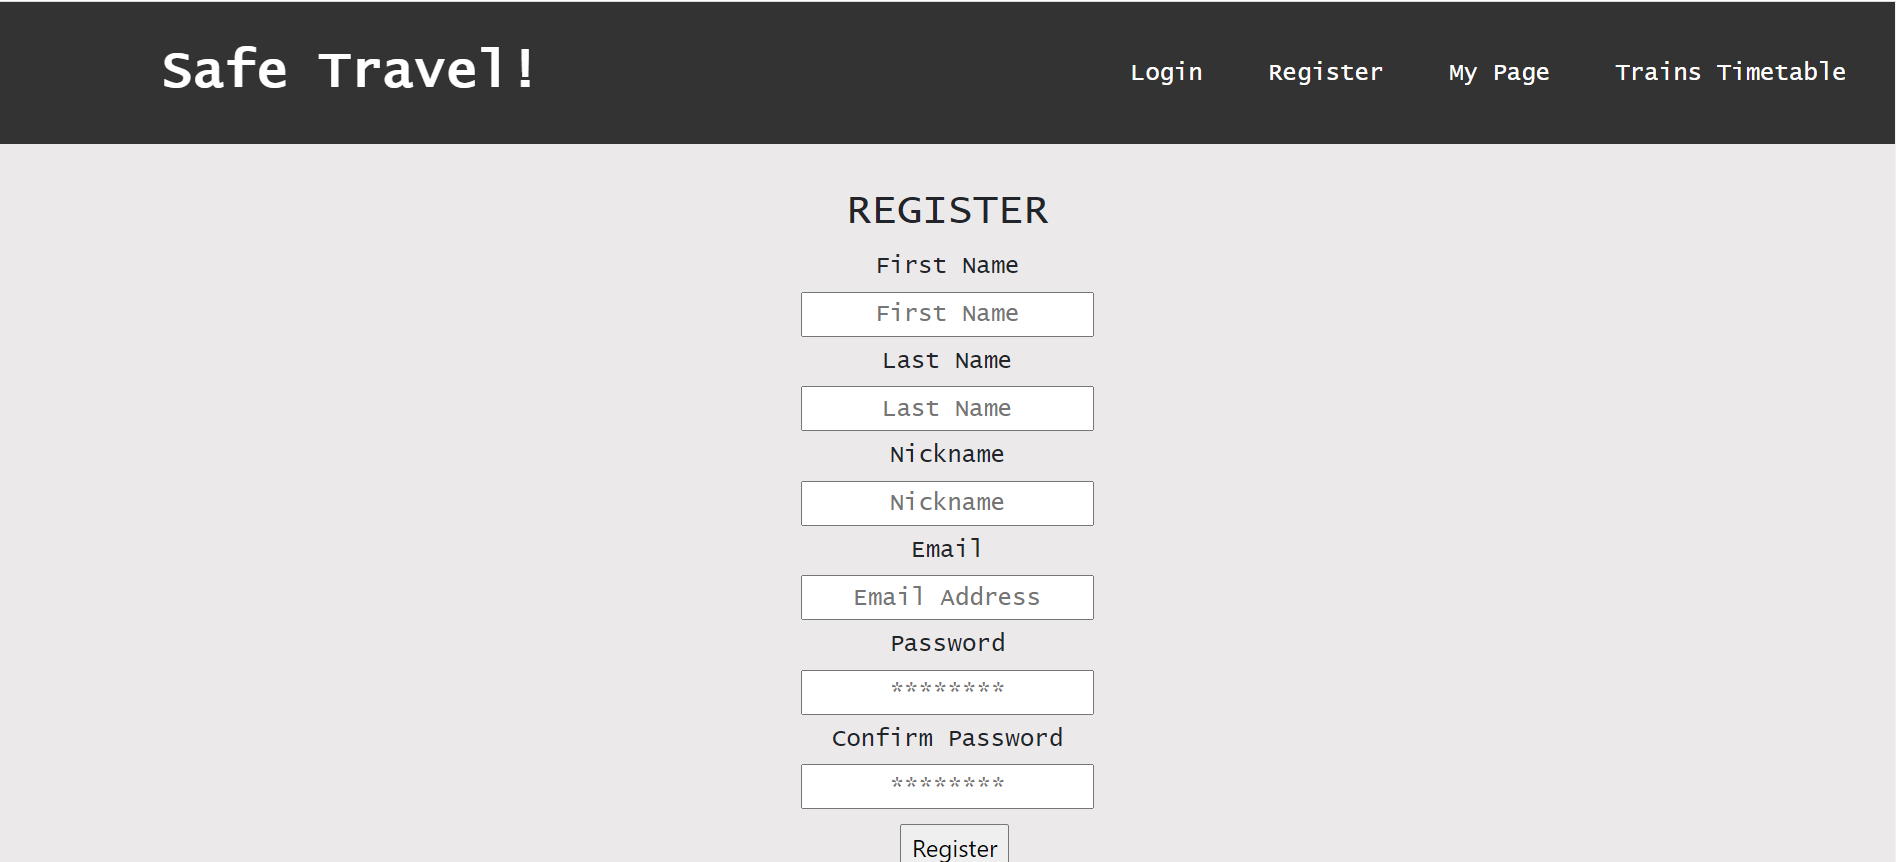 Safe Travel!
Login Register My Page Trains Timetable
REGISTER
First Name
First Name
Last Name
Last Name
Nickname
Nickname
Email
Email Address
Password
********
Confirm Password
********
Register